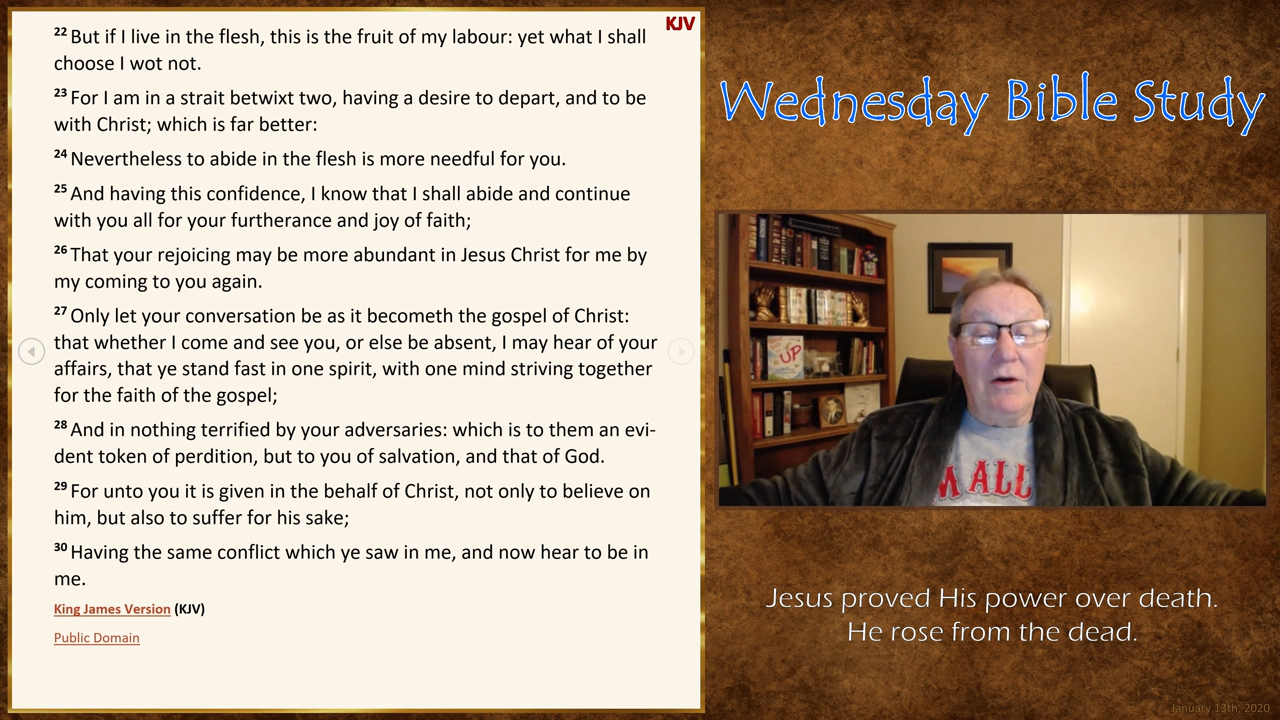 KJV
22 But if I live in the flesh, this is the fruit of my labour: yet what I shall
choose I wot not.
23 For I am in a strait betwixt two, having a desire to depart, and to be
with Christ; which is far better:
24 Nevertheless to abide in the flesh is more needful for you.
25 And having this confidence, I know that I shall abide and continue
with you all for your furtherance and joy of faith;
26 That your rejoicing may be more abundant in Jesus Christ for me by
my coming to you again.
27 Only let your conversation be as it becometh the gospel of Christ:
that whether I come and see you, or else be absent, I may hear of your
affairs, that ye stand fast in one spirit, with one mind striving together
for the faith of the gospel;
28 And in nothing terrified by your adversaries: which is to them an evi-
dent token of perdition, but to you of salvation, and that of God.
29 For unto you it is given in the behalf of Christ, not only to believe on
him, but also to suffer for his sake;
30 Having the same conflict which ye saw in me, and now hear to be in
me.
King James Version (KJV)
Public Domain
Wednesday Bible Study
UP
M ALL
Jesus proved His power over death.
He rose from the dead.
January 13th, 2020